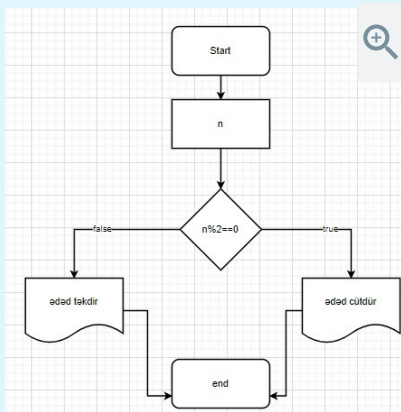 Start
n
n%2==0
false
true
ədəd təkdir
ədəd cütdür
end